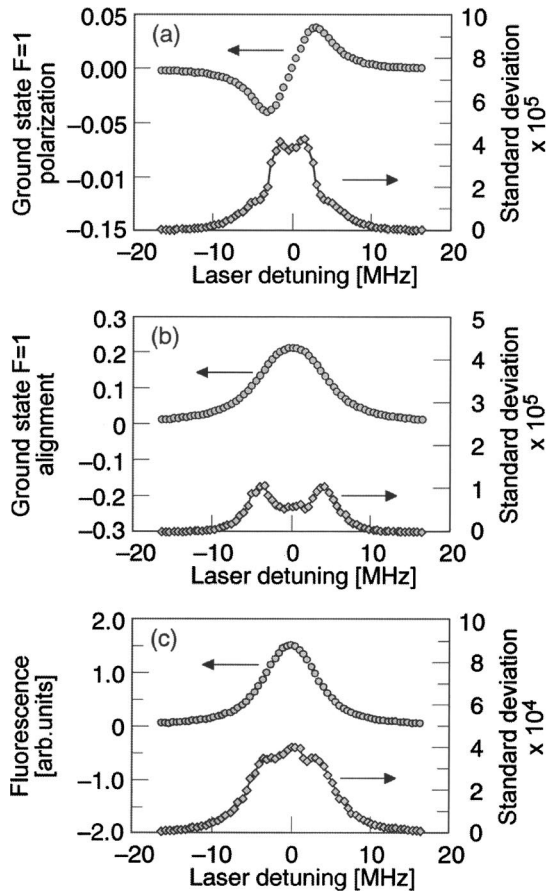 (a)
Ground state F=1
polarization
0.05
0.00
−0.05
−0.01
−0.15
10
8
6
4
2
0
Standard deviation
x 10⁵
−20 −10 0 10 20
Laser detuning [MHz]
(b)
Ground state F=1
alignment
0.3
0.2
0.1
0
−0.1
−0.2
−0.3
5
4
3
2
1
0
Standard deviation
x 10⁵
−20 −10 0 10 20
Laser detuning [MHz]
(c)
Fluorescence
[arb.units]
2.0
1.0
0
−1.0
−2.0
10
8
6
4
2
0
Standard deviation
x 10⁴
−20 −10 0 10 20
Laser detuning [MHz]